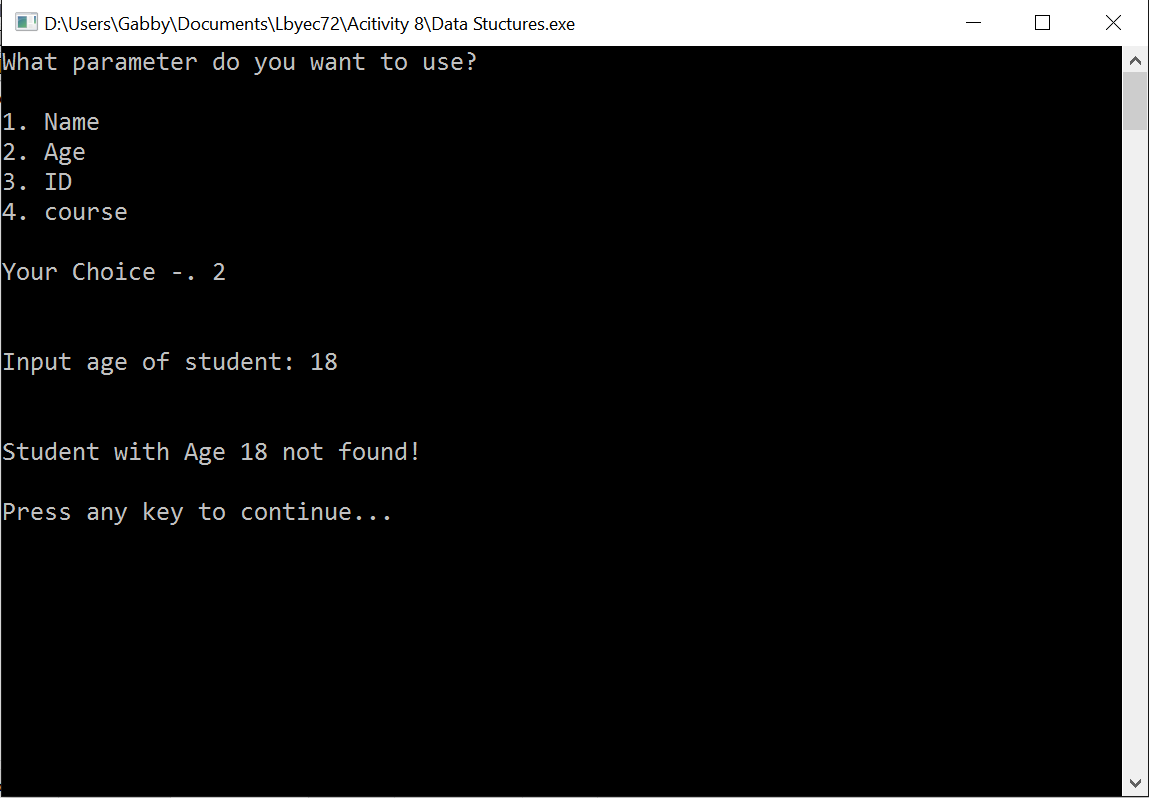 D:\Users\Gabby\Documents\Lbyec72\Acitivity 8\Data Stuctures.exe
What parameter do you want to use?
1. Name
2. Age
3. ID
4. course
Your Choice -. 2
Input age of student: 18
Student with Age 18 not found!
Press any key to continue...